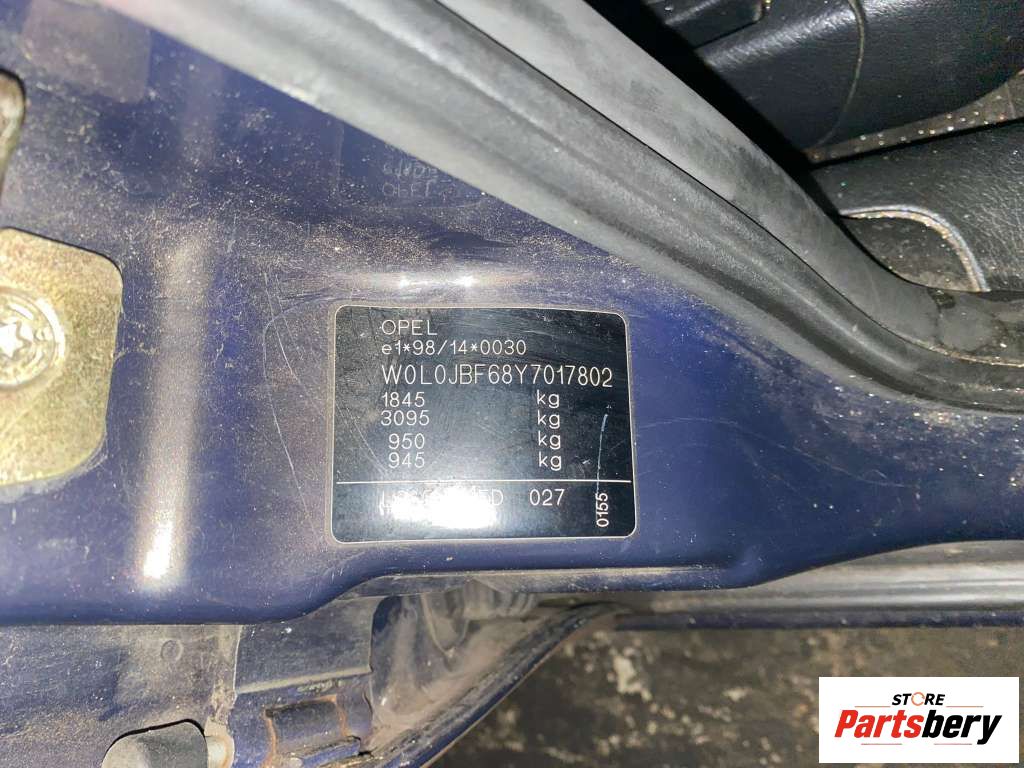 OPEL
e1*98/14*0030
W0L0JBF68Y7017802
1845 kg
3095 kg
950 kg
945 kg
027
0155
STORE
Partsbery